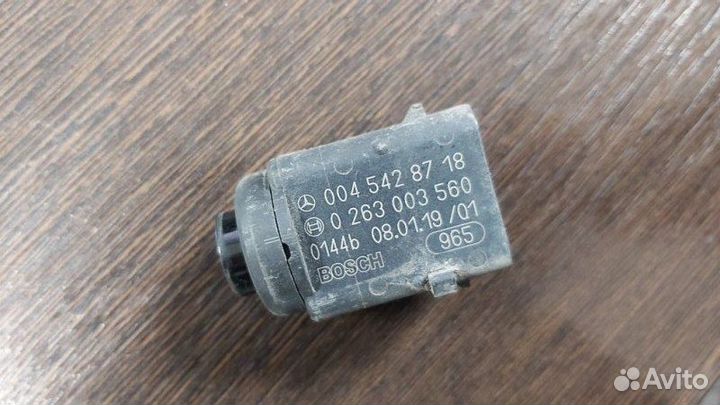 004 542 87 18
0 263 003 560
0144b 08.01.19 /01
BOSCH 965
Avito